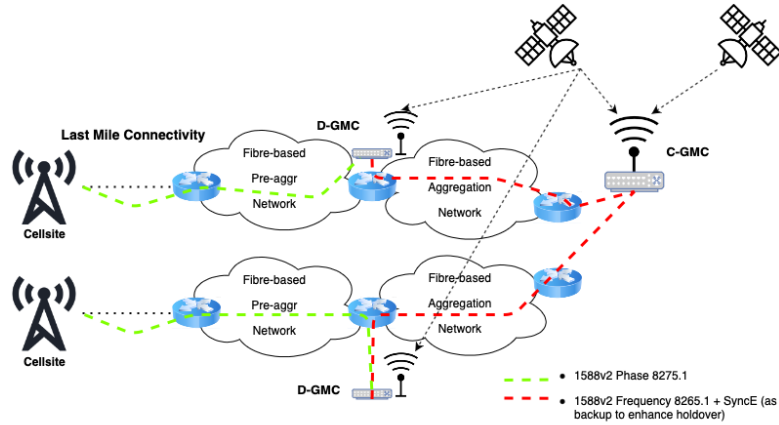 D-GMC
C-GMC
Last Mile Connectivity
Fibre-based
Pre-aggr
Network
Fibre-based
Aggregation
Network
Cellsite
Fibre-based
Pre-aggr
Network
Fibre-based
Aggregation
Network
Cellsite
D-GMC
• 1588v2 Phase 8275.1
• 1588v2 Frequency 8265.1 + SyncE (as
backup to enhance holdover)